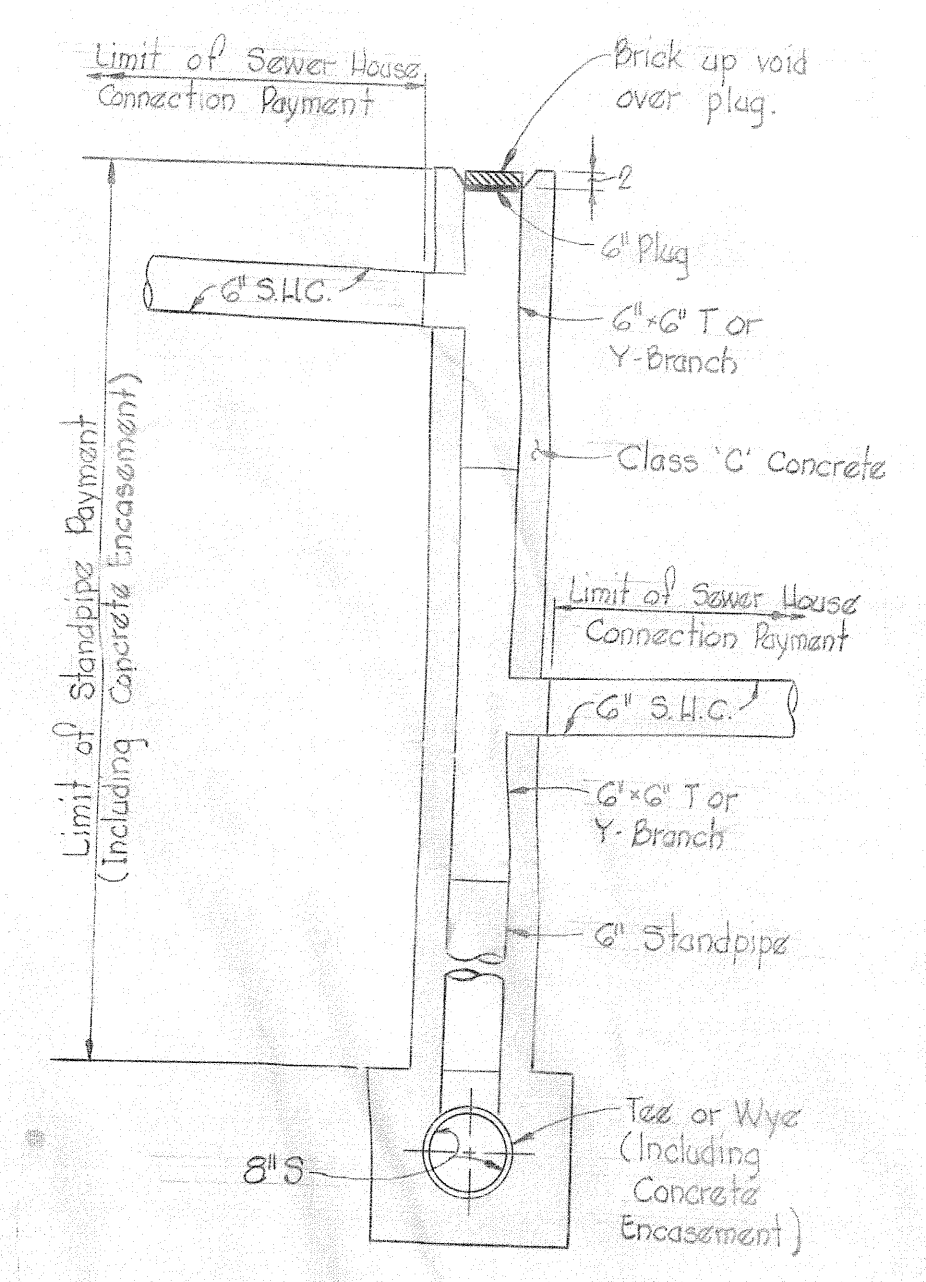 Limit of Sewer House
Connection Payment
Brick up void
over plug.
2
6" Plug
6" S.H.C.
6"×6" T or
Y-Branch
Class 'C' Concrete
Limit of Standpipe Payment
(Including Concrete Encasement)
Limit of Sewer House
Connection Payment
6" S.H.C.
6"×6" T or
Y-Branch
6" Standpipe
8" S
Tee or Wye
(Including
Concrete
Encasement)